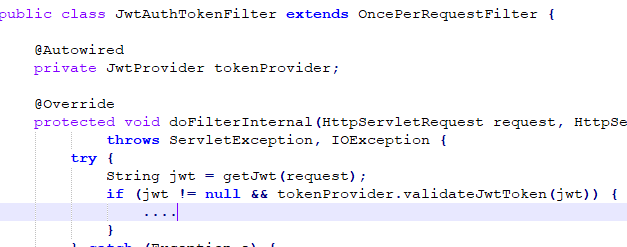 public class JwtAuthTokenFilter extends OncePerRequestFilter {
@Autowired
private JwtProvider tokenProvider;
@Override
protected void doFilterInternal(HttpServletRequest request, HttpSe
throws ServletException, IOException {
try {
String jwt = getJwt(request);
if (jwt != null && tokenProvider.validateJwtToken(jwt)) {
....
}
} catch (Exception e) {